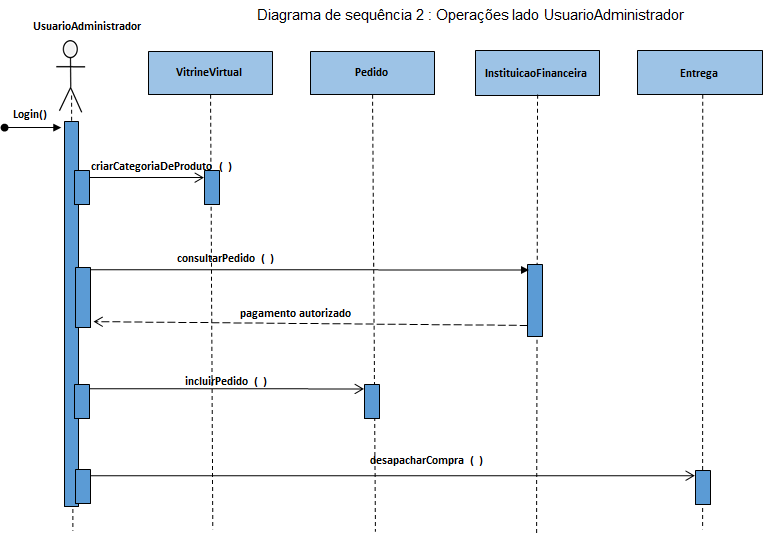 Diagrama de sequência 2 : Operações lado UsuarioAdministrador
UsuarioAdministrador
VitrineVirtual
Pedido
InstituicaoFinanceira
Entrega
Login()
criarCategoriaDeProduto ( )
consultarPedido ( )
pagamento autorizado
incluirPedido ( )
desapacharCompra ( )